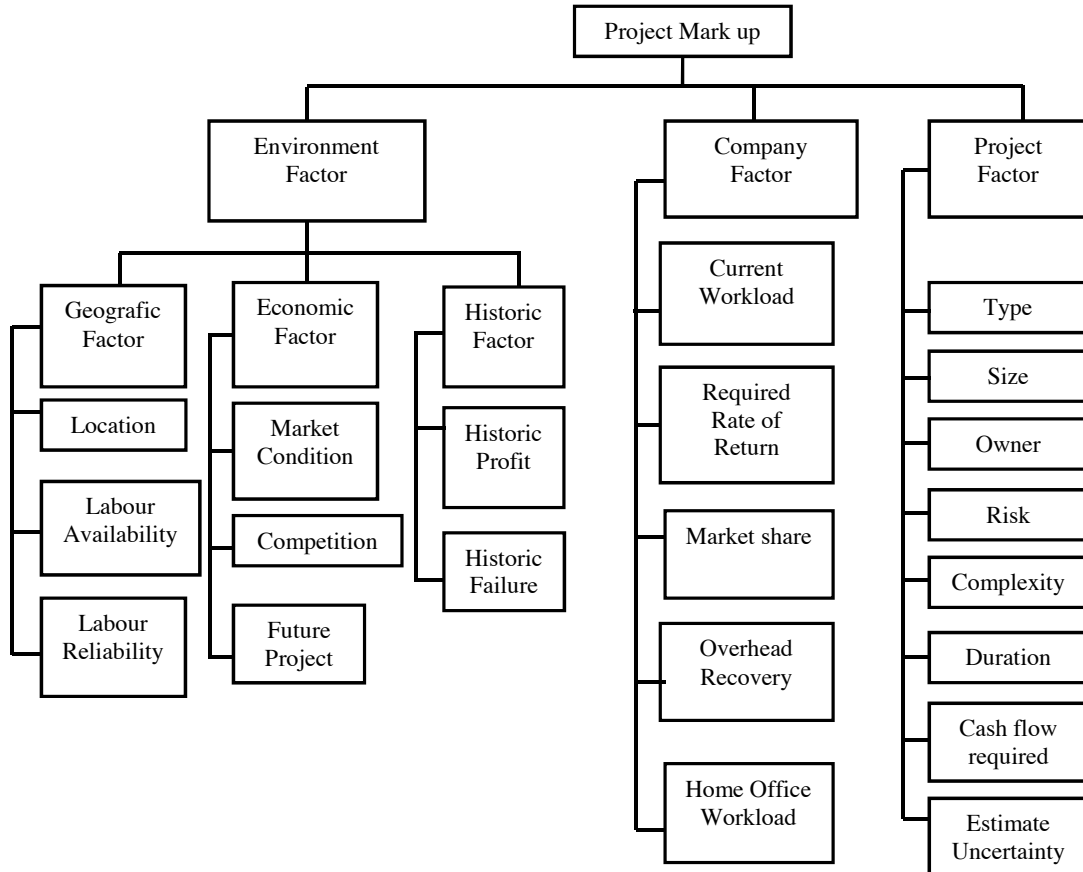 Project Mark up
Environment
Factor
Company
Factor
Project
Factor
Geografic
Factor
Location
Labour
Availability
Labour
Reliability
Economic
Factor
Market
Condition
Competition
Future
Project
Historic
Factor
Historic
Profit
Historic
Failure
Current
Workload
Required
Rate of
Return
Market share
Overhead
Recovery
Home Office
Workload
Type
Size
Owner
Risk
Complexity
Duration
Cash flow
required
Estimate
Uncertainty